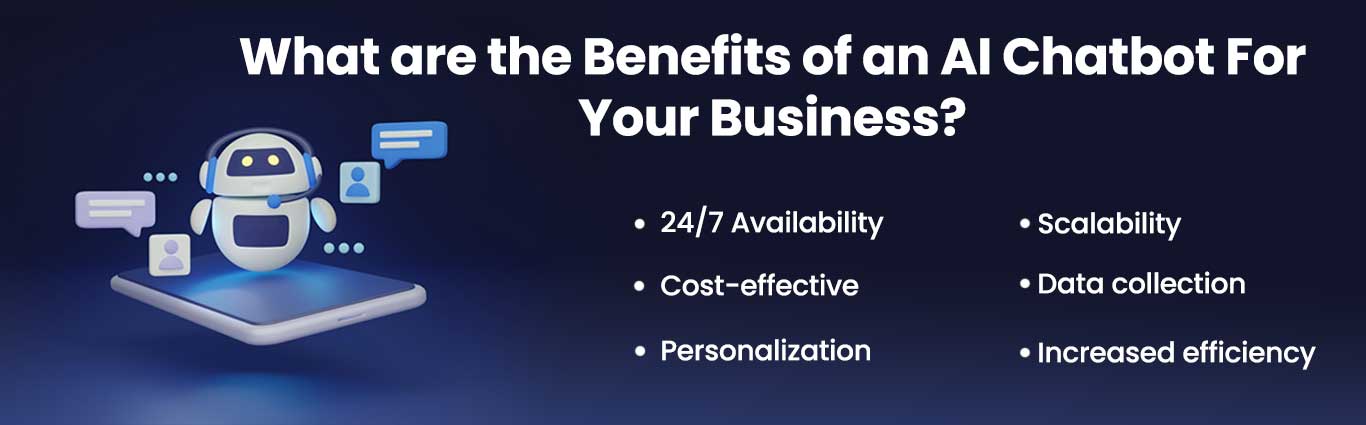 What are the Benefits of an AI Chatbot For
Your Business?
• 24/7 Availability
• Cost-effective
• Personalization
• Scalability
• Data collection
• Increased efficiency